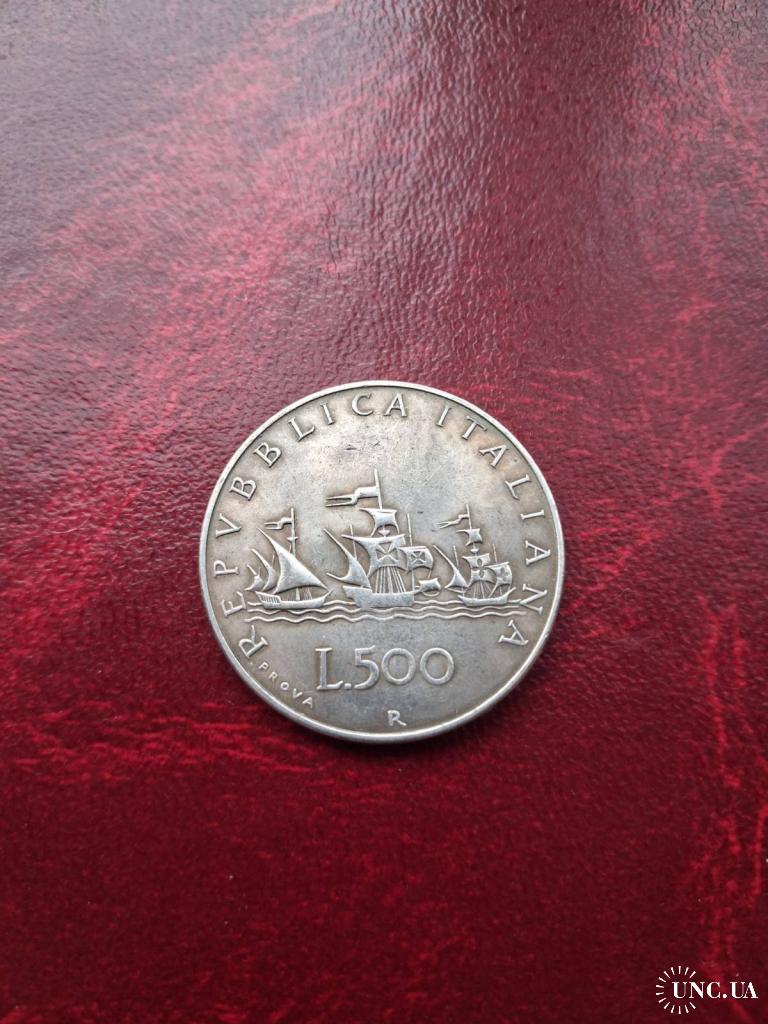 REPVBBLICA ITALIANA
L.500
PROVA
R
UNC.UA